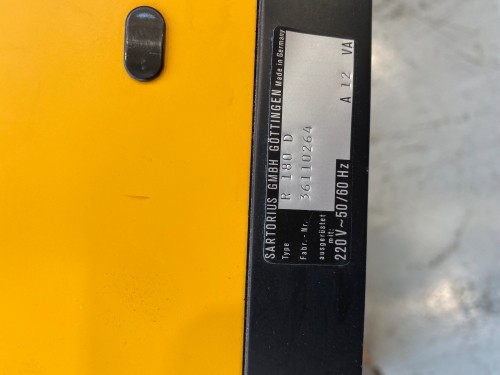 SARTORIUS GMBH GÖTTINGEN Made in Germany
Type R 180 D
Fabr.-Nr. 36110264
ausgerüstet
mit:
220 V~50/60 Hz A 12 VA